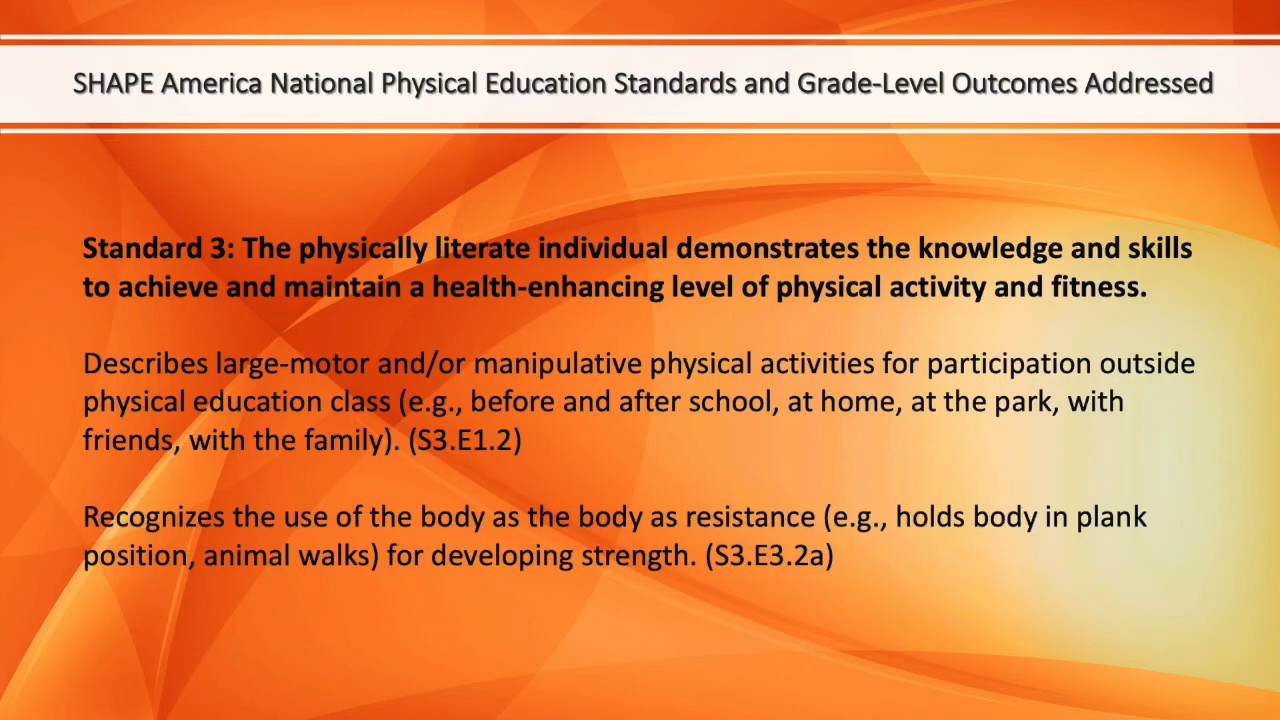 SHAPE America National Physical Education Standards and Grade-Level Outcomes Addressed
Standard 3: The physically literate individual demonstrates the knowledge and skills
to achieve and maintain a health-enhancing level of physical activity and fitness.
Describes large-motor and/or manipulative physical activities for participation outside
physical education class (e.g., before and after school, at home, at the park, with
friends, with the family). (S3.E1.2)
Recognizes the use of the body as the body as resistance (e.g., holds body in plank
position, animal walks) for developing strength. (S3.E3.2a)